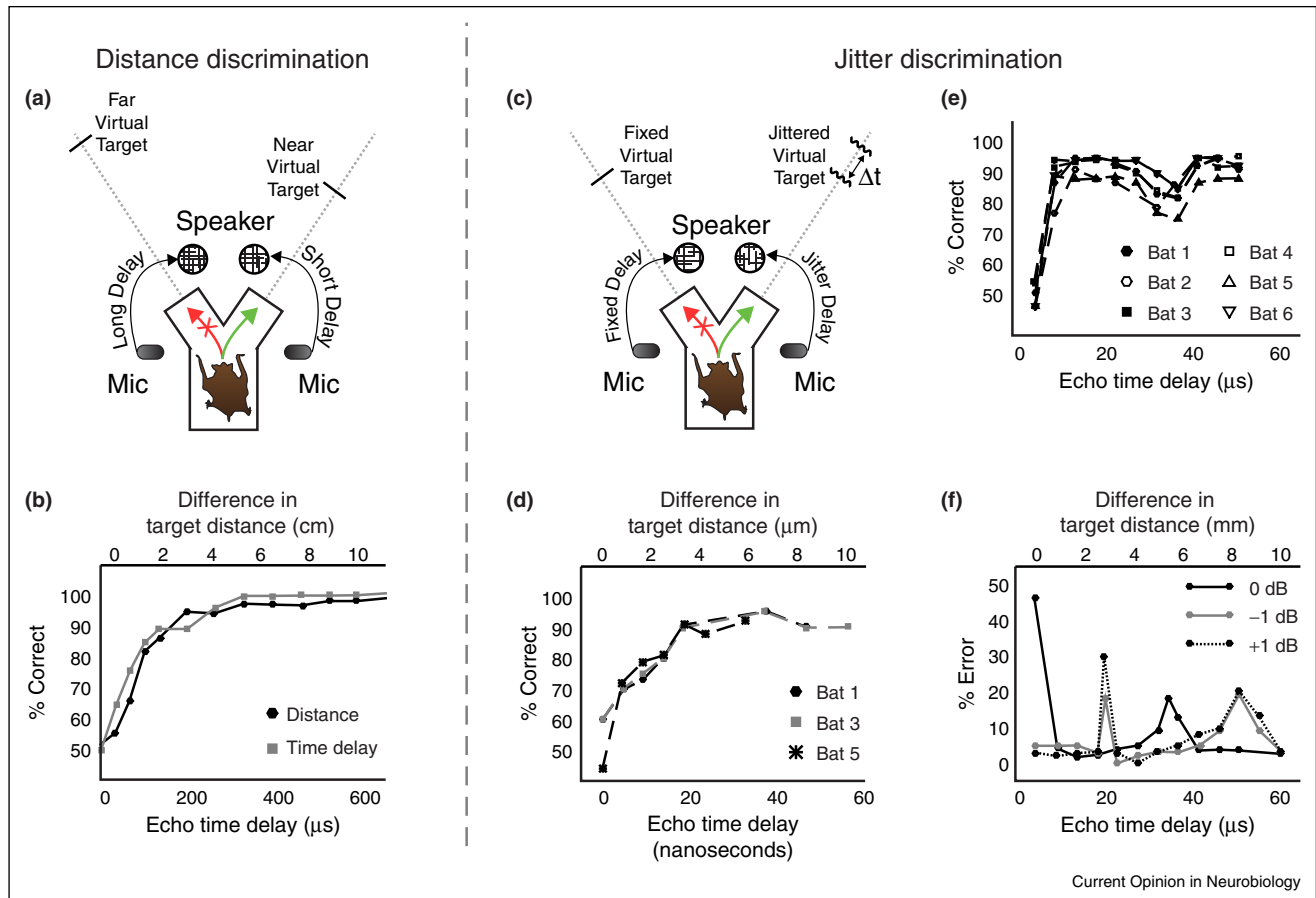 Distance discrimination
Jitter discrimination
(a)
Far
Virtual
Target
Near
Virtual
Target
Speaker
Long Delay
Short Delay
Mic
Mic
(c)
Fixed
Virtual
Target
Jittered
Virtual
Target
Δt
Speaker
Fixed Delay
Jitter Delay
Mic
Mic
(e)
% Correct
100
90
80
70
60
50
Bat 1
Bat 4
Bat 2
Bat 5
Bat 3
Bat 6
0 20 40 60
Echo time delay (μs)
(b)
Difference in
target distance (cm)
0 2 4 6 8 10
% Correct
100
90
80
70
60
50
Distance
Time delay
0 200 400 600
Echo time delay (μs)
(d)
Difference in
target distance (μm)
0 2 4 6 8 10
% Correct
100
90
80
70
60
50
Bat 1
Bat 3
Bat 5
0 20 40 60
Echo time delay
(nanoseconds)
(f)
Difference in
target distance (mm)
0 2 4 6 8 10
% Error
50
40
30
20
10
0
0 dB
−1 dB
+1 dB
0 20 40 60
Echo time delay (μs)
Current Opinion in Neurobiology